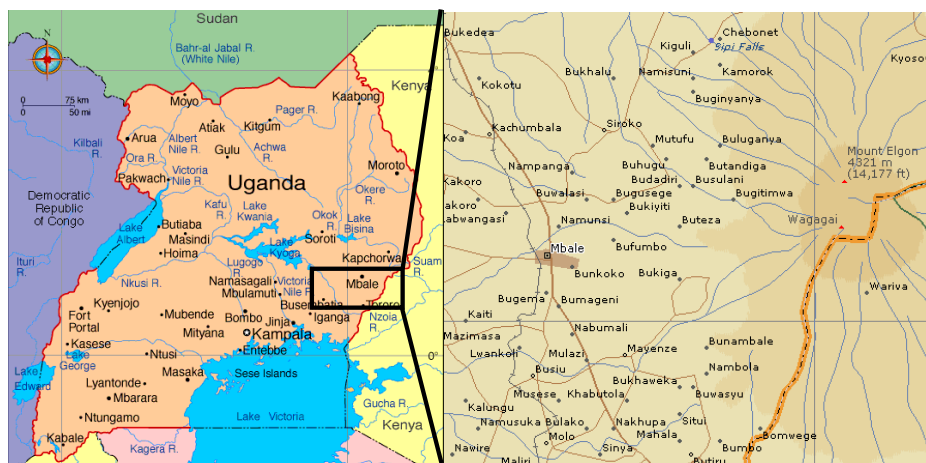 Sudan
Bahr-al Jabal R.
(White Nile)
N
0 75 km
0 50 mi
Kenya
Moyo
Kaabong
Kilbali
R.
Arua
Albert
Nile R.
Atiak
Kitgum
Pager R.
Gulu
Achwa
R.
Ora R.
Pakwach
Victoria
Nile R.
Moroto
Okere
R.
Uganda
Democratic
Republic
of Congo
Kafu
R.
Lake
Kwania
Okok
R.
Lake
Bisina
Butiaba
Masindi
Lake
Albert
Soroti
Hoima
Lake
Kyoga
Kapchorwa
Ituri
R.
Nkusi R.
Lugogo
R.
Suam
R.
Namasagali
Mbulamuti
Victoria
Nile R.
Mbale
Kyenjojo
Busembatia
Tororo
Fort
Portal
Mubende
Bombo
Jinja
Iganga
Nzoia
R.
Mityana
Kampala
Kasese
Lake
George
Ntusi
Entebbe
0°
0°
Sese Islands
Lake
Edward
Lyantonde
Masaka
Mbarara
Ntungamo
Lake Victoria
Gucha R.
Kabale
Kagera R.
Kenya
Bukedea
Chebonet
Kiguli
Sipi Falls
Kyoso
Kokotu
Bukhalu
Namisuni
Kamorok
Buginyanya
Koa
Kachumbala
Siroko
Mutufu
Buluganya
Mount Elgon
4321 m
(14,177 ft)
Nampanga
Buhugu
Butandiga
Kakoro
Budadiri
Busulani
Buwalasi
Bugusege
Bugitimwa
akoro
Labwangasi
Bukiyiti
Namunsi
Buteza
Wagagai
Mbale
Bufumbo
Bunkoko
Bukiga
Bugema
Wariva
Bumageni
Kaiti
Nabumali
Mazimasa
Lwankoli
Mulazi
Mayenze
Bunambale
Busiu
Nambola
Bukhaweka
Musese
Khabutola
Buwasyu
Kalungu
Namusuka
Bulako
Nakhupa
Situi
Molo
Mahala
Bomwege
Nawire
Sinya
Bumbo
Maliri
Butiru